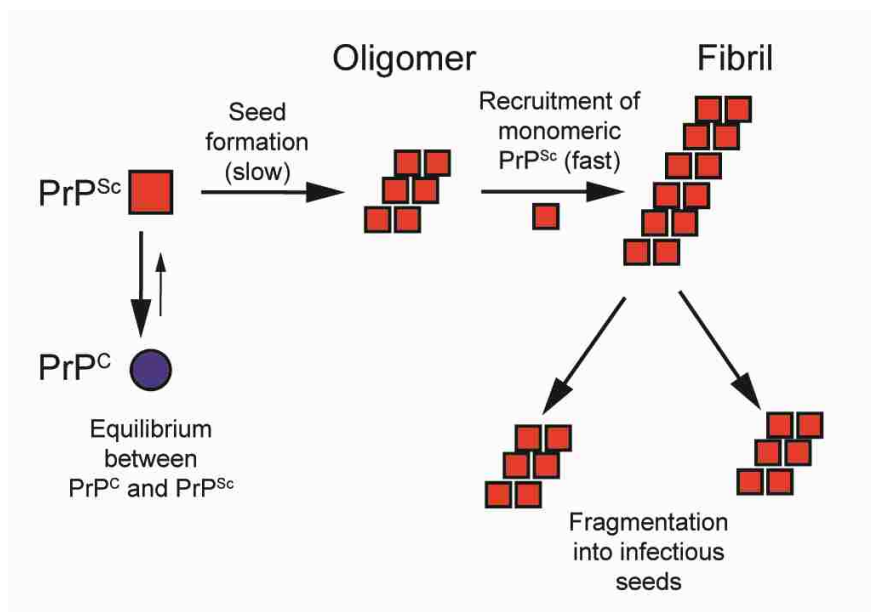 Oligomer
Fibril
Seed
formation
(slow)
Recruitment of
monomeric
PrPSc (fast)
PrPSc
PrPC
Equilibrium
between
PrPC and PrPSc
Fragmentation
into infectious
seeds